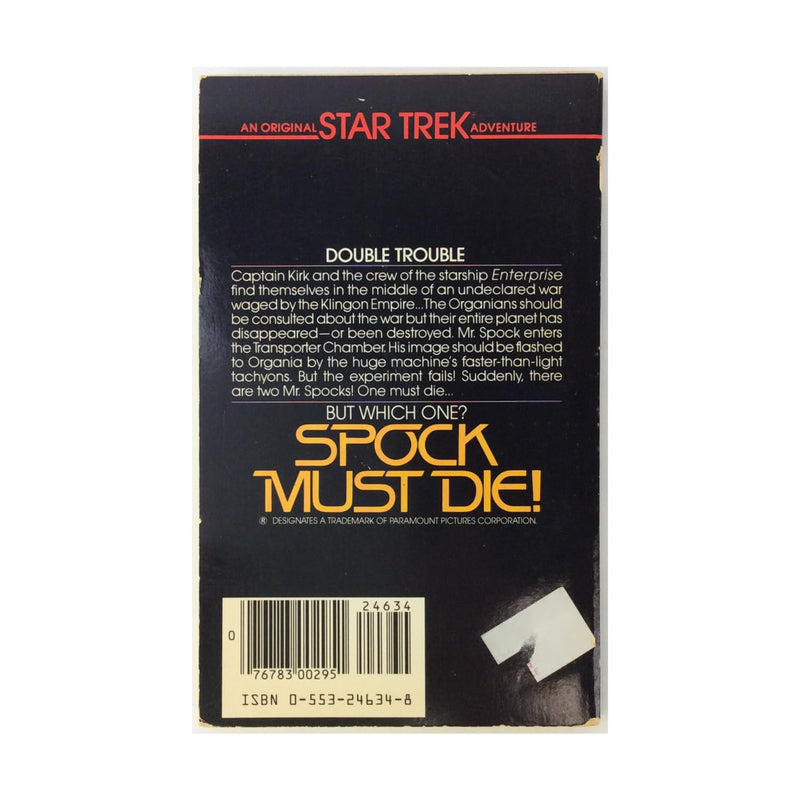 AN ORIGINAL STAR TREK ADVENTURE
DOUBLE TROUBLE
Captain Kirk and the crew of the starship Enterprise
find themselves in the middle of an undeclared war
waged by the Klingon Empire...The Organians should
be consulted about the war but their entire planet has
disappeared—or been destroyed. Mr. Spock enters
the Transporter Chamber. His image should be flashed
to Organia by the huge machine's faster-than-light
tachyons. But the experiment fails! Suddenly, there
are two Mr. Spocks! One must die...
BUT WHICH ONE?
SPOCK
MUST DIE!
® DESIGNATES A TRADEMARK OF PARAMOUNT PICTURES CORPORATION.
24634
0
76783 00295
ISBN 0-553-24634-8